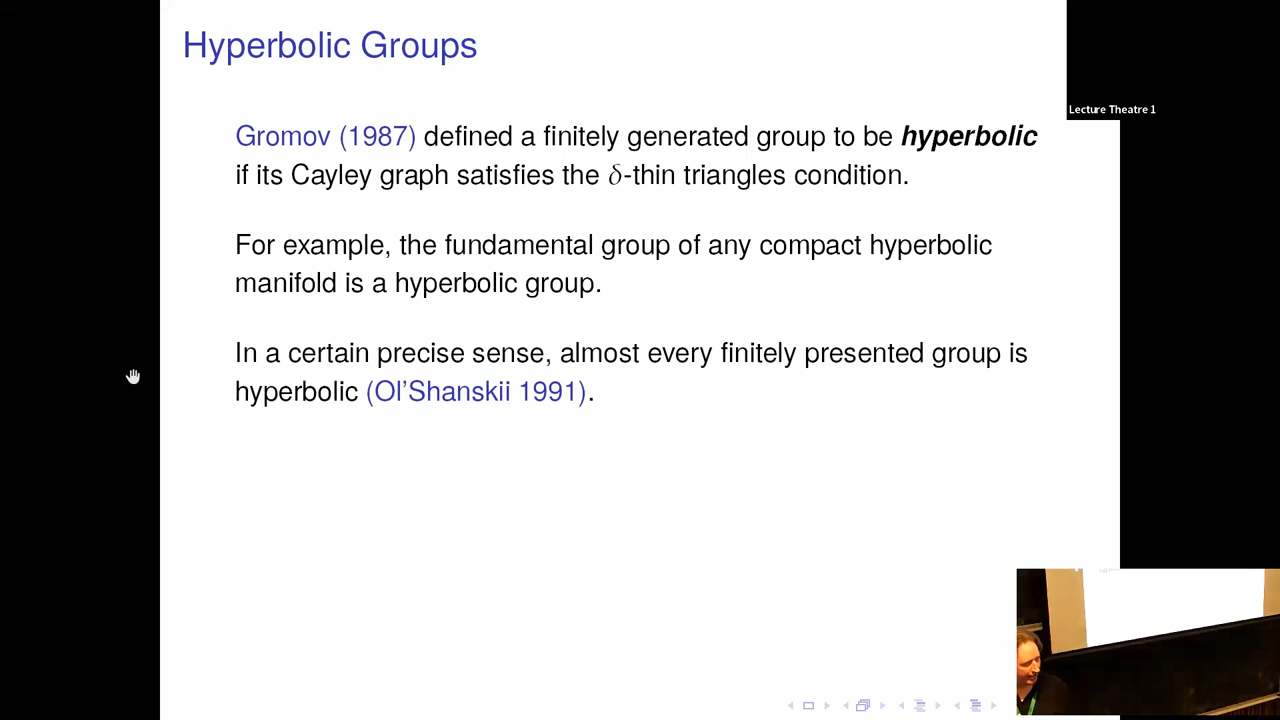 Hyperbolic Groups
Lecture Theatre 1
Gromov (1987) defined a finitely generated group to be hyperbolic
if its Cayley graph satisfies the δ-thin triangles condition.
For example, the fundamental group of any compact hyperbolic
manifold is a hyperbolic group.
In a certain precise sense, almost every finitely presented group is
hyperbolic (Ol'Shanskii 1991).